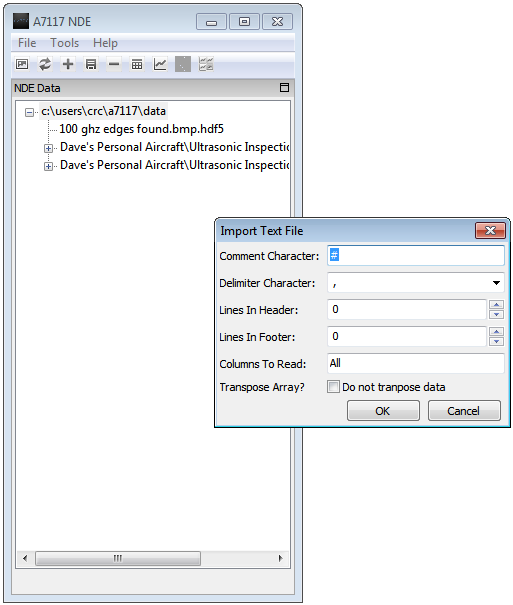 A7117 NDE
File Tools Help
NDE Data
c:\users\crc\a7117\data
100 ghz edges found.bmp.hdf5
Dave's Personal Aircraft\Ultrasonic Inspectic
Dave's Personal Aircraft\Ultrasonic Inspectic
Import Text File
Comment Character: #
Delimiter Character: ,
Lines In Header: 0
Lines In Footer: 0
Columns To Read: All
Transpose Array? Do not tranpose data
OK Cancel